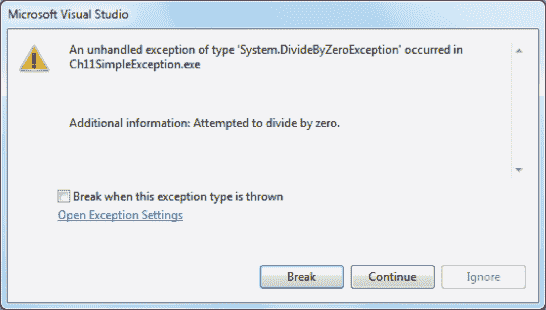 Microsoft Visual Studio
An unhandled exception of type 'System.DivideByZeroException' occurred in
Ch11SimpleException.exe
Additional information: Attempted to divide by zero.
Break when this exception type is thrown
Open Exception Settings
Break
Continue
Ignore